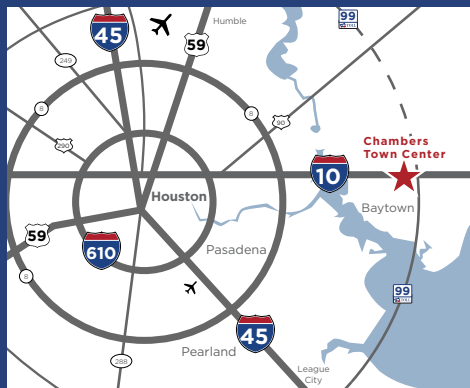 99
45
Humble
59
249
8
8
90
290
Chambers
Town Center
10
Houston
Baytown
59
610
Pasadena
8
99
45
Pearland
288
League
City